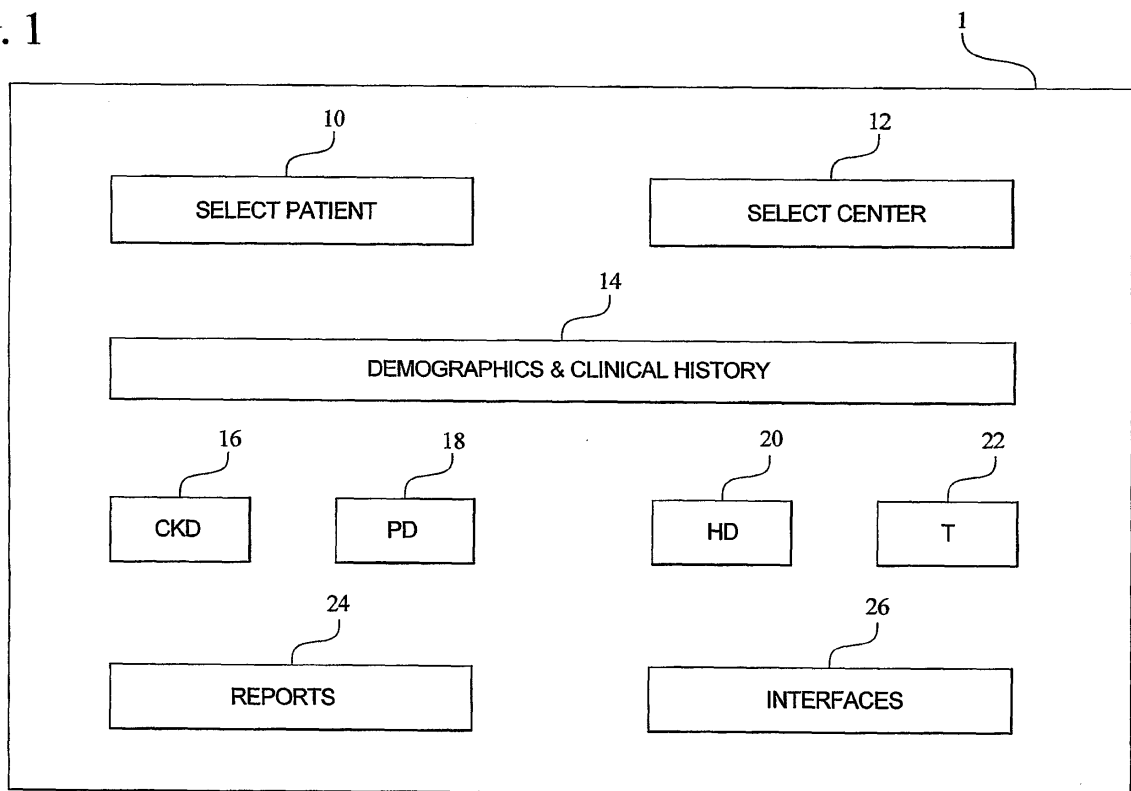 . 1
1
10 12
SELECT PATIENT SELECT CENTER
14
DEMOGRAPHICS & CLINICAL HISTORY
16 18 20 22
CKD PD HD T
24 26
REPORTS INTERFACES